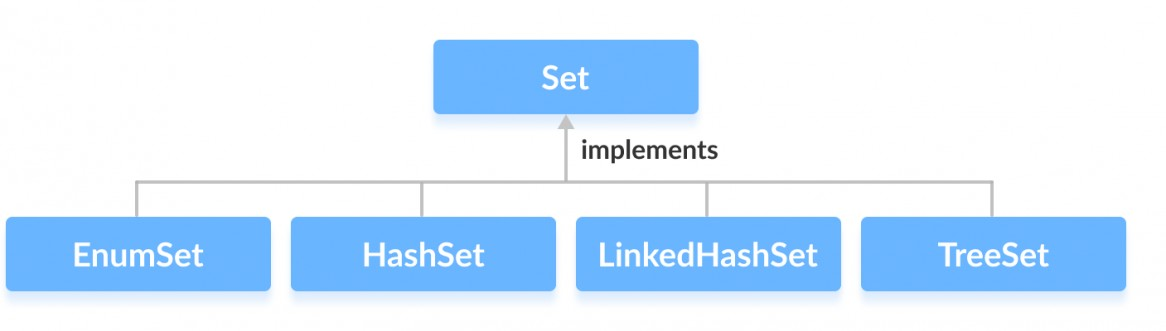 Set
implements
EnumSet
HashSet
LinkedHashSet
TreeSet